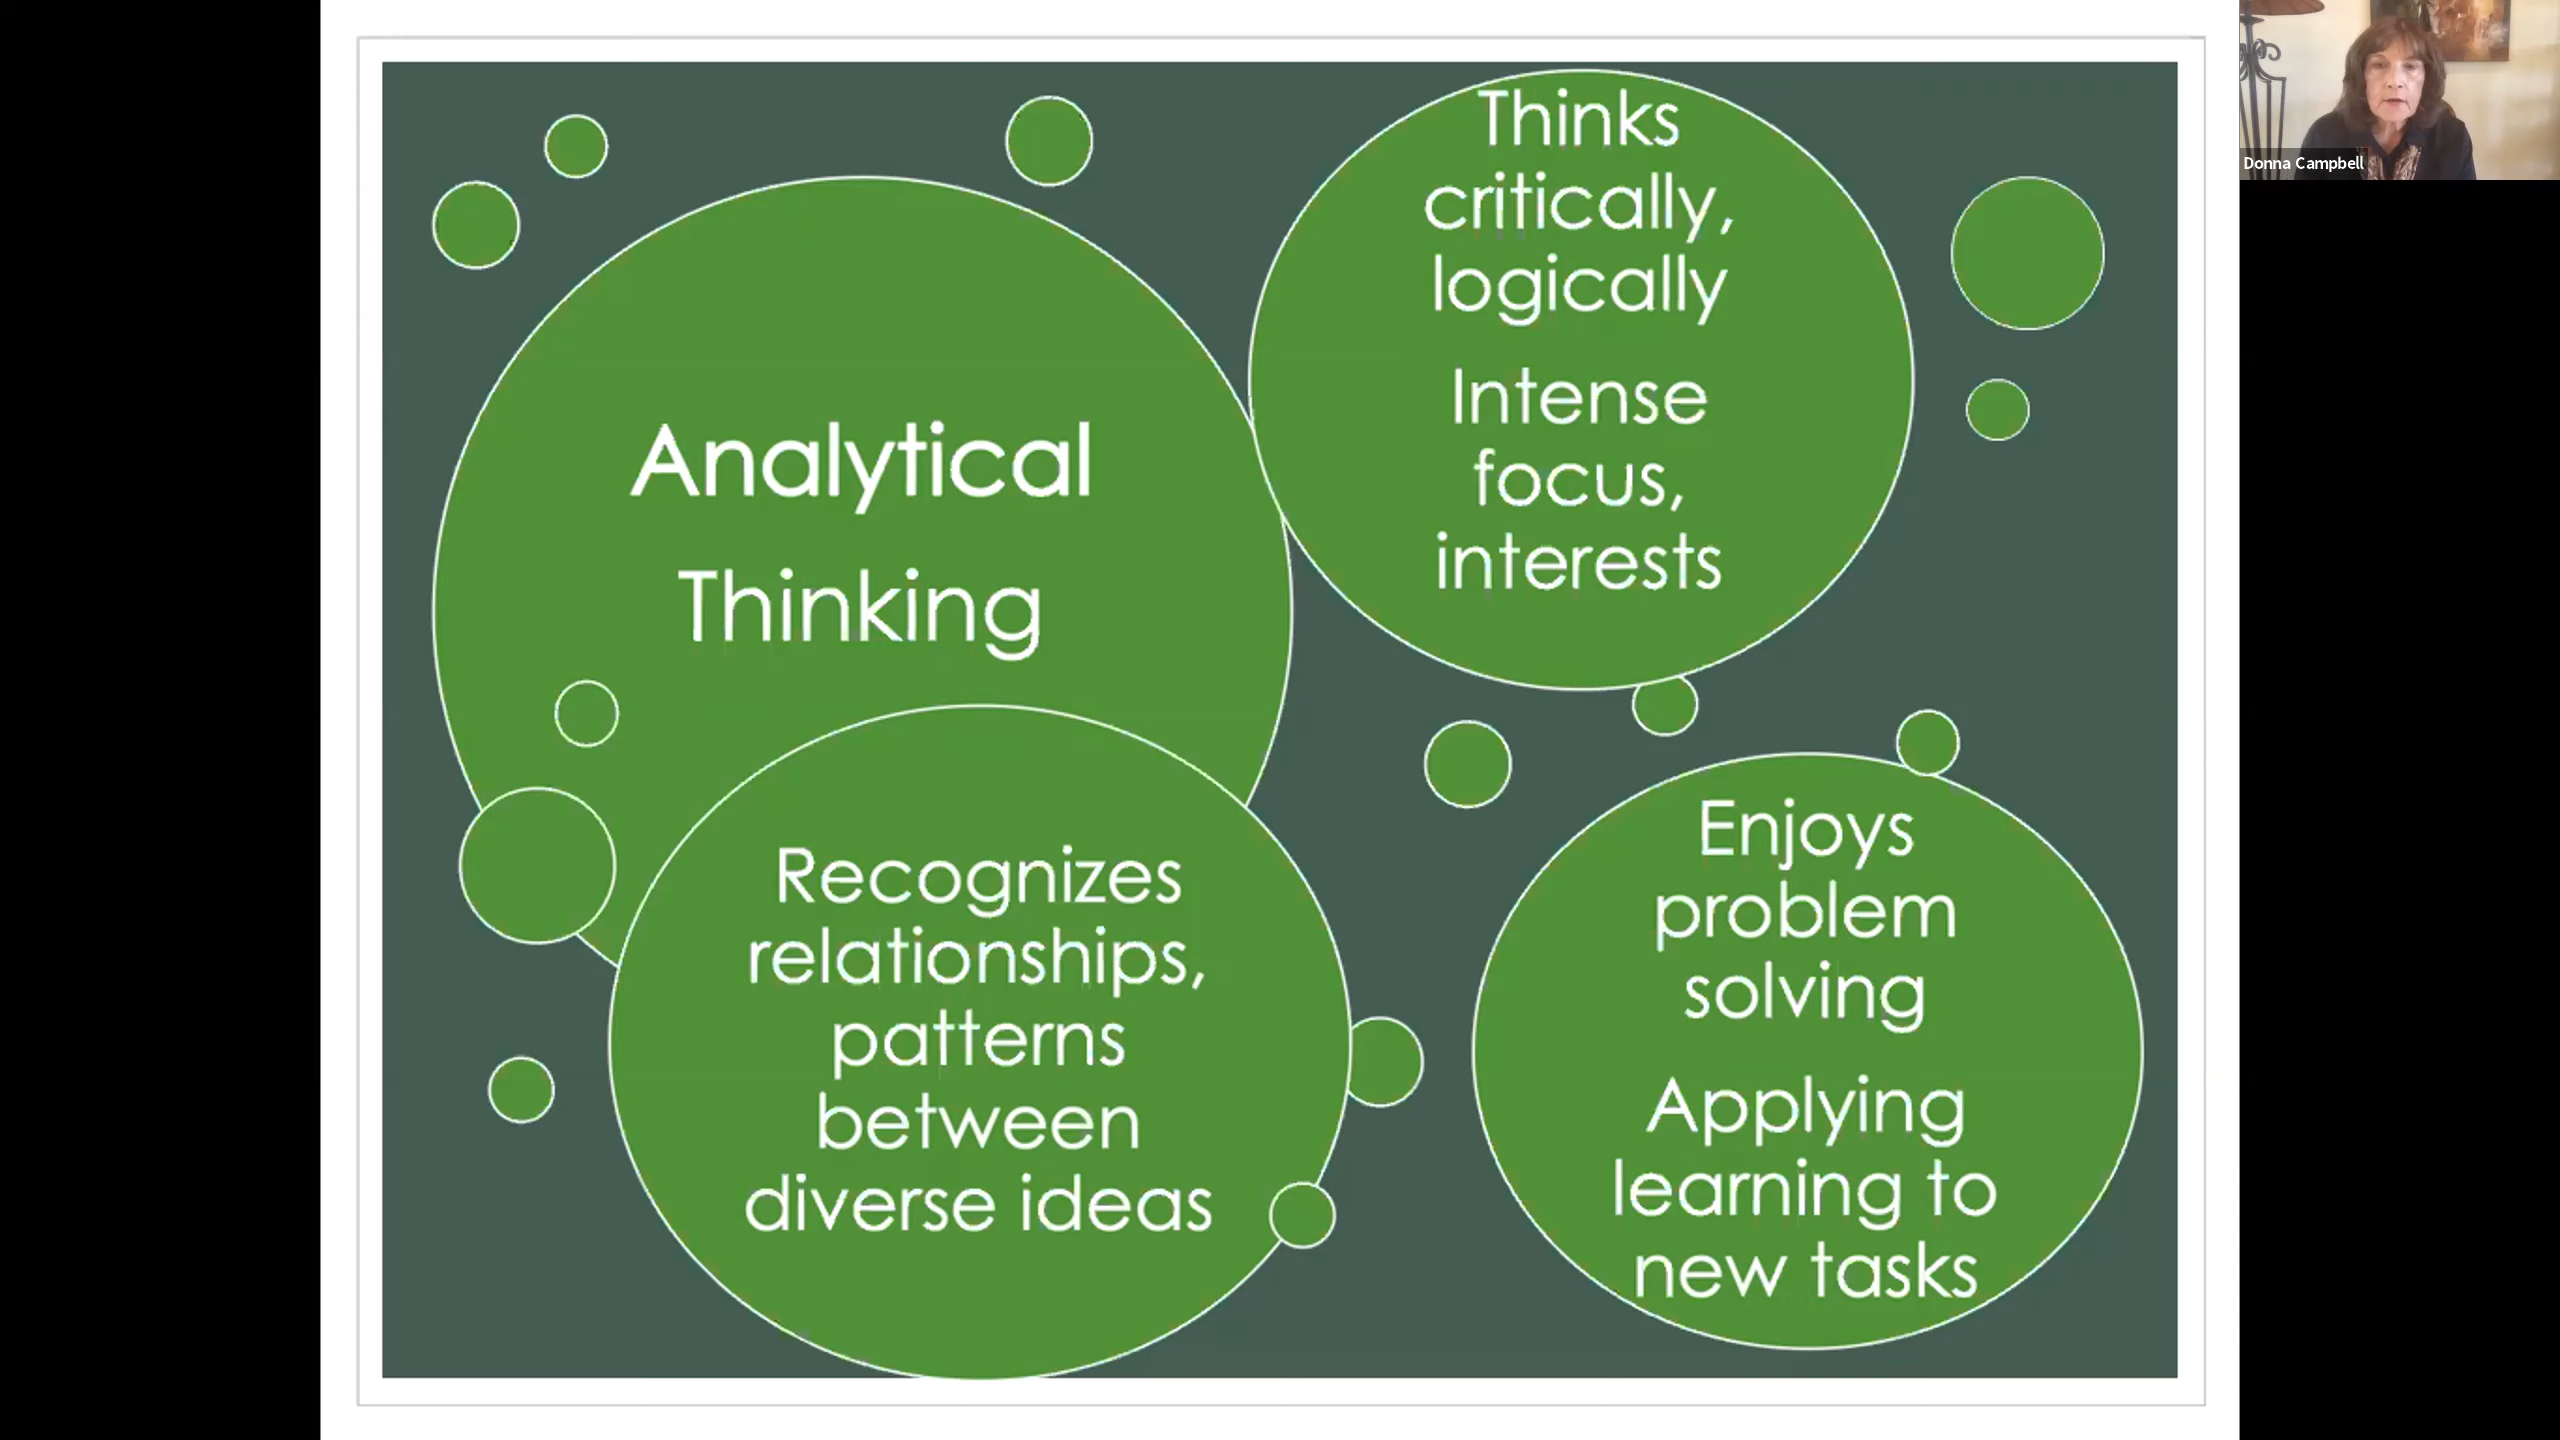 Analytical
Thinking
Thinks
critically,
logically
Intense
focus,
interests
Recognizes
relationships,
patterns
between
diverse ideas
Enjoys
problem
solving
Applying
learning to
new tasks
Donna Campbell